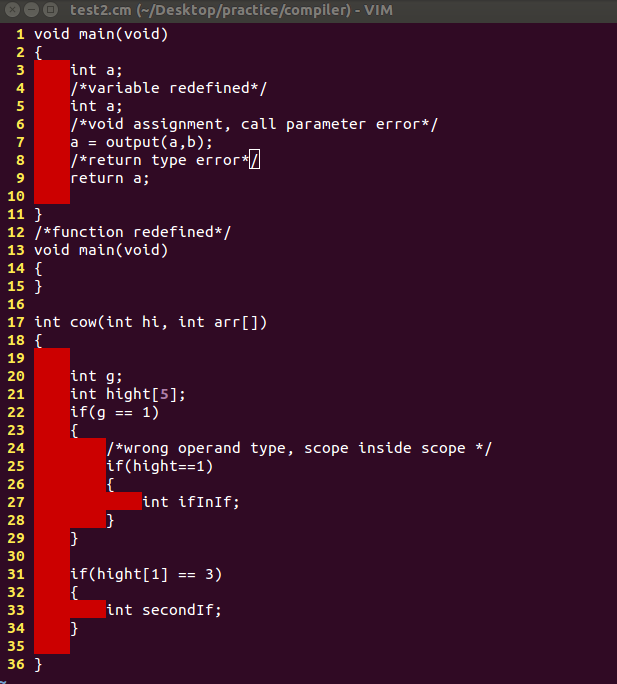 test2.cm (~/Desktop/practice/compiler) - VIM
1 void main(void)
2 {
3     int a;
4     /*variable redefined*/
5     int a;
6     /*void assignment, call parameter error*/
7     a = output(a,b);
8     /*return type error*/
9     return a;
10
11 }
12 /*function redefined*/
13 void main(void)
14 {
15 }
16
17 int cow(int hi, int arr[])
18 {
19
20     int g;
21     int hight[5];
22     if(g == 1)
23     {
24         /*wrong operand type, scope inside scope */
25         if(hight==1)
26         {
27             int ifInIf;
28         }
29     }
30
31     if(hight[1] == 3)
32     {
33         int secondIf;
34     }
35
36 }
~